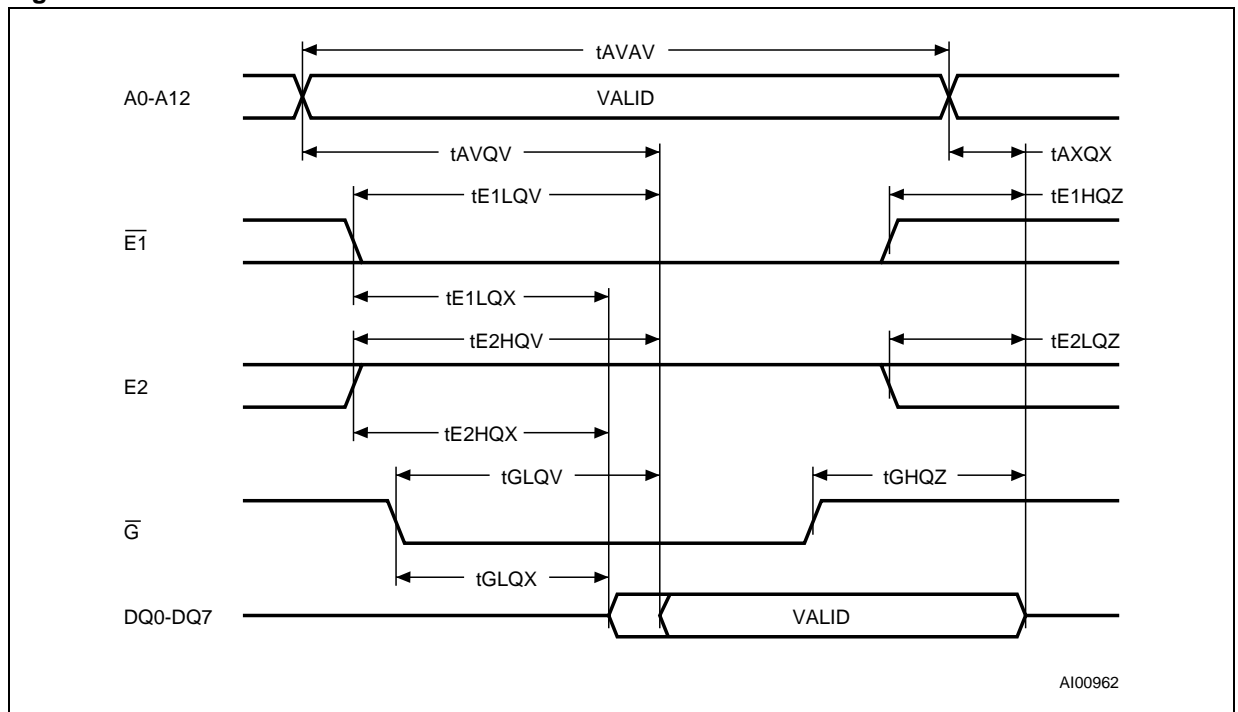 tAVAV
A0-A12
VALID
tAVQV
tAXQX
tE1LQV
tE1HQZ
E1
tE1LQX
tE2HQV
tE2LQZ
E2
tE2HQX
tGLQV
tGHQZ
G
tGLQX
DQ0-DQ7
VALID
AI00962